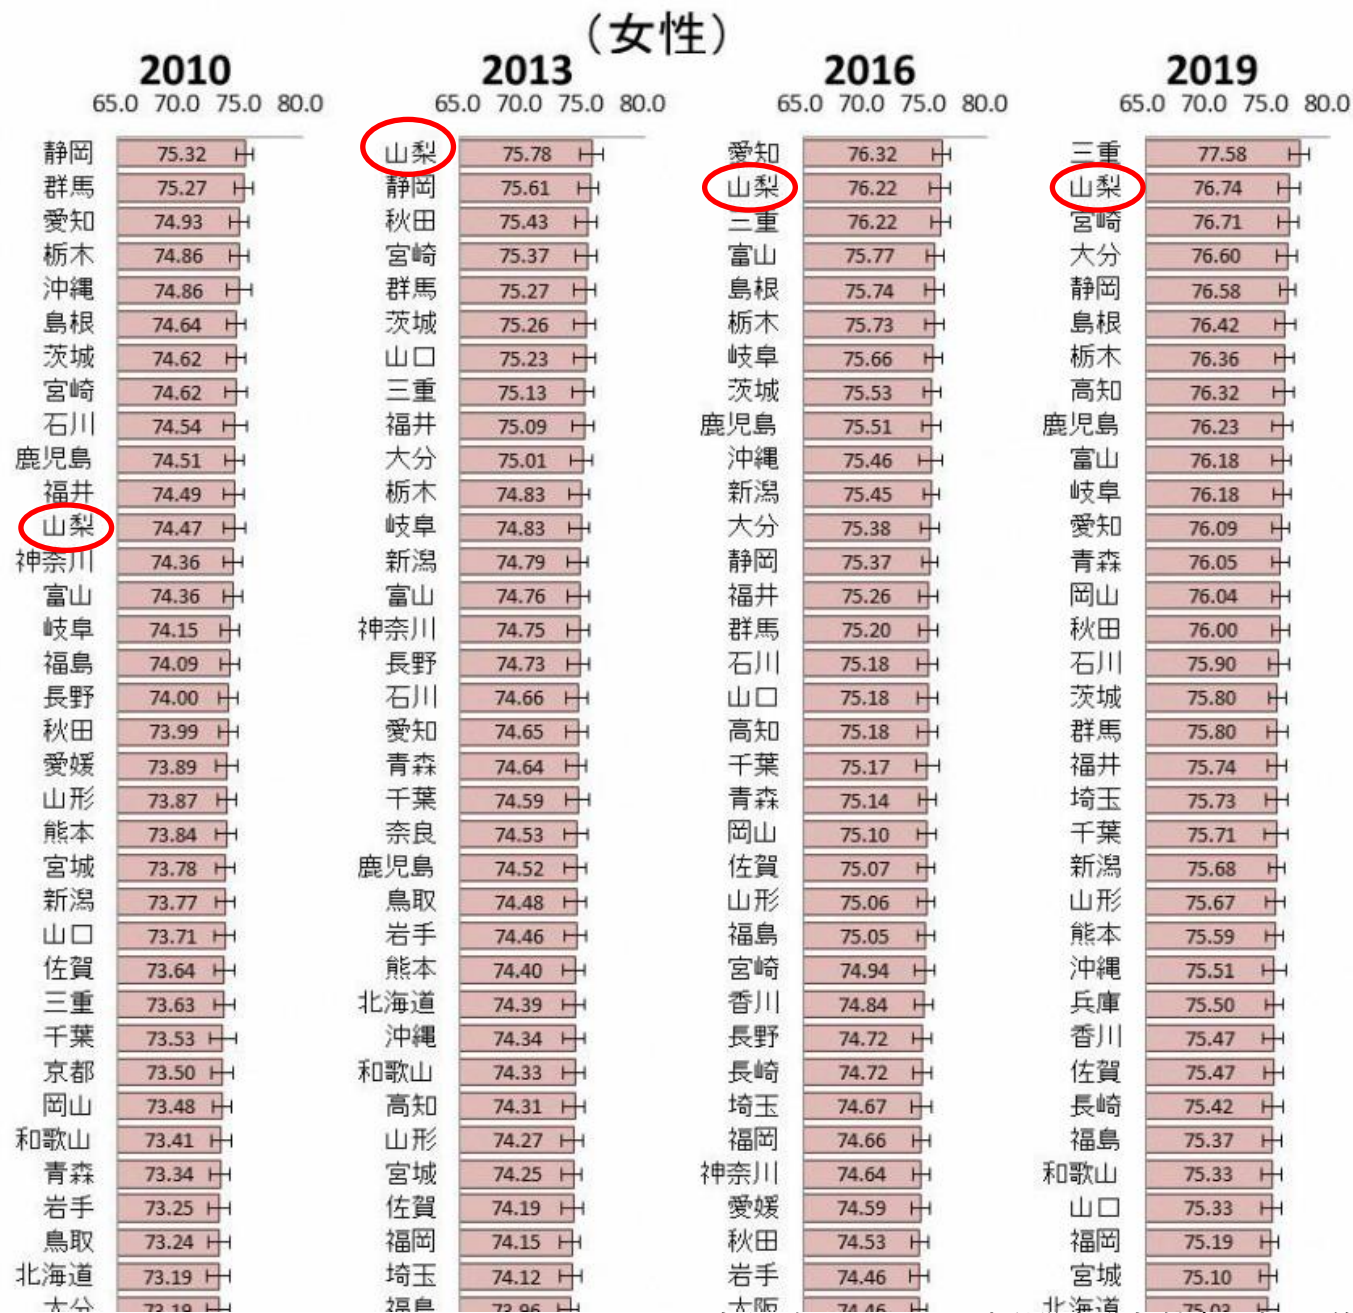 （女性）
2010 2013 2016 2019
65.0 70.0 75.0 80.0 65.0 70.0 75.0 80.0 65.0 70.0 75.0 80.0 65.0 70.0 75.0 80.0
静岡 75.32 山梨 75.78 愛知 76.32 三重 77.58
群馬 75.27 静岡 75.61 山梨 76.22 山梨 76.74
愛知 74.93 秋田 75.43 三重 76.22 宮崎 76.71
栃木 74.86 宮崎 75.37 富山 75.77 大分 76.60
沖縄 74.86 群馬 75.27 島根 75.74 静岡 76.58
島根 74.64 茨城 75.26 栃木 75.73 島根 76.42
茨城 74.62 山口 75.23 岐阜 75.66 栃木 76.36
宮崎 74.62 三重 75.13 茨城 75.53 高知 76.32
石川 74.54 福井 75.09 鹿児島 75.51 鹿児島 76.23
鹿児島 74.51 大分 75.01 沖縄 75.46 富山 76.18
福井 74.49 栃木 74.83 新潟 75.45 岐阜 76.18
山梨 74.47 岐阜 74.83 大分 75.38 愛知 76.09
神奈川 74.36 新潟 74.79 静岡 75.37 青森 76.05
富山 74.36 富山 74.76 福井 75.26 岡山 76.04
岐阜 74.15 神奈川 74.75 群馬 75.20 秋田 76.00
福島 74.09 長野 74.73 石川 75.18 石川 75.90
長野 74.00 石川 74.66 山口 75.18 茨城 75.80
秋田 73.99 愛知 74.65 高知 75.18 群馬 75.80
愛媛 73.89 青森 74.64 千葉 75.17 福井 75.74
山形 73.87 千葉 74.59 青森 75.14 埼玉 75.73
熊本 73.84 奈良 74.53 岡山 75.10 千葉 75.71
宮城 73.78 鹿児島 74.52 佐賀 75.07 新潟 75.68
新潟 73.77 鳥取 74.48 山形 75.06 山形 75.67
山口 73.71 岩手 74.46 福島 75.05 熊本 75.59
佐賀 73.64 熊本 74.40 宮崎 74.94 沖縄 75.51
三重 73.63 北海道 74.39 香川 74.84 兵庫 75.50
千葉 73.53 沖縄 74.34 長野 74.72 香川 75.47
京都 73.50 和歌山 74.33 長崎 74.72 佐賀 75.47
岡山 73.48 高知 74.31 埼玉 74.67 長崎 75.42
和歌山 73.41 山形 74.27 福岡 74.66 福島 75.37
青森 73.34 宮城 74.25 神奈川 74.64 和歌山 75.33
岩手 73.25 佐賀 74.19 愛媛 74.59 山口 75.33
鳥取 73.24 福岡 74.15 秋田 74.53 福岡 75.19
北海道 73.19 埼玉 74.12 岩手 74.46 宮城 75.10
大分 73.19 福島 73.96 大阪 74.46 北海道 75.03